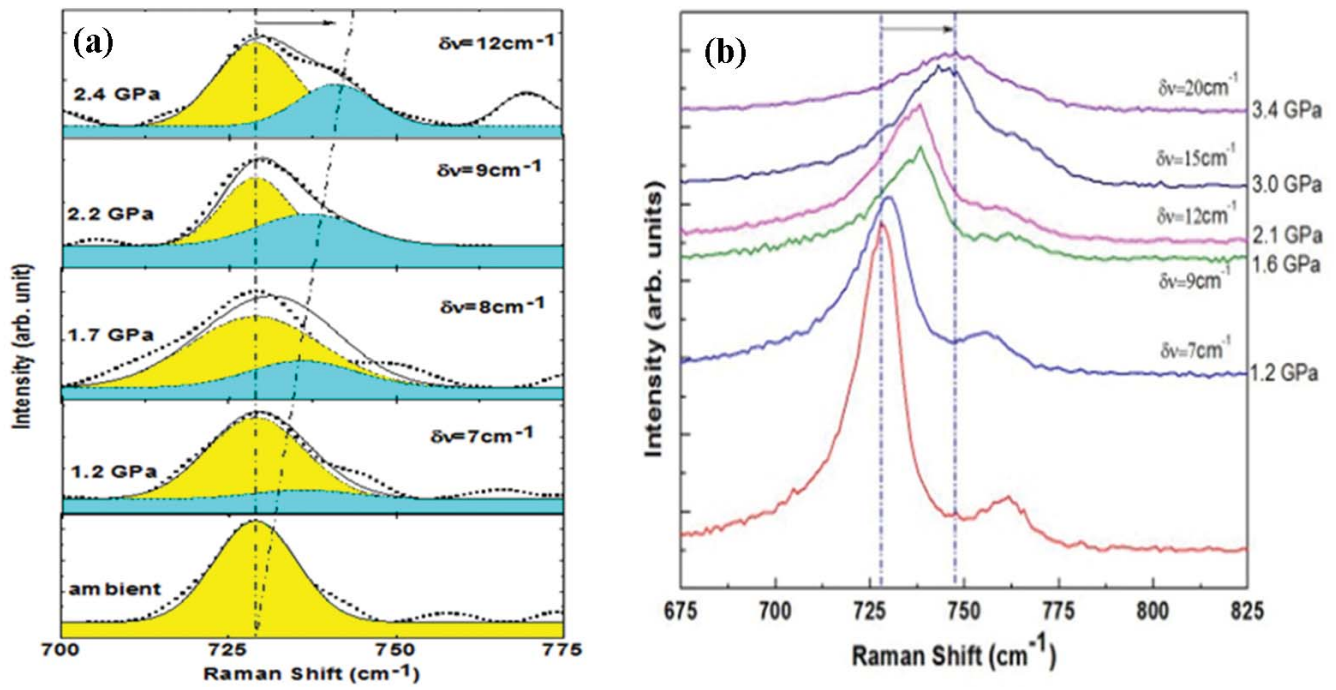 (a)
δν=12cm⁻¹
2.4 GPa
δν=9cm⁻¹
2.2 GPa
δν=8cm⁻¹
1.7 GPa
δν=7cm⁻¹
1.2 GPa
ambient
700 725 750 775
Raman Shift (cm⁻¹)
Intensity (arb. unit)
(b)
δν=20cm⁻¹
3.4 GPa
δν=15cm⁻¹
3.0 GPa
δν=12cm⁻¹
2.1 GPa
1.6 GPa
δν=9cm⁻¹
δν=7cm⁻¹
1.2 GPa
675 700 725 750 775 800 825
Raman Shift (cm⁻¹)
Intensity (arb. units)